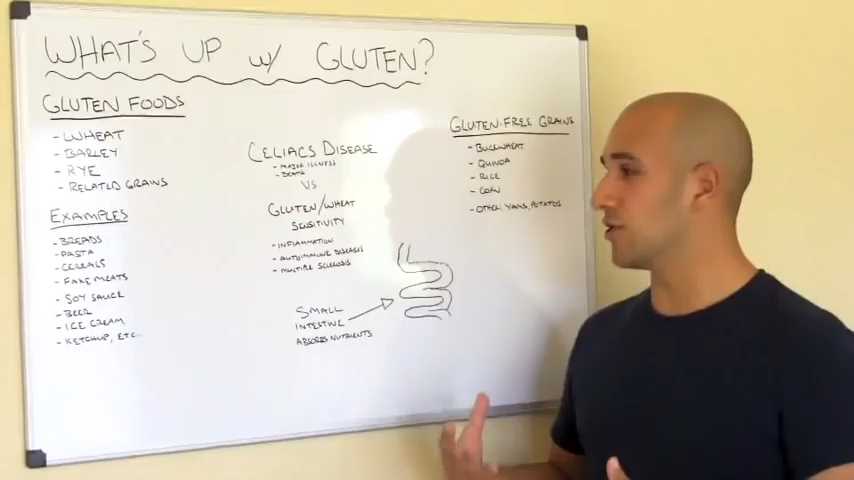 WHAT'S UP w/ GLUTEN?
GLUTEN FOODS
- WHEAT
- BARLEY
- RYE
- RELATED GRAINS
EXAMPLES
- BREADS
- PASTA
- CEREALS
- FAKE MEATS
- SOY SAUCE
- BEER
- ICE CREAM
- KETCHUP, ETC..
CELIACS DISEASE
- MAJOR ILLNESS
- DEATH
VS
GLUTEN/WHEAT
SENSITIVITY
- INFLAMMATION
- AUTOIMMUNE DISEASES
- MULTIPLE SCLEROSIS
SMALL
INTESTINE
ABSORBS NUTRIENTS
GLUTEN-FREE GRAINS
- BUCKWHEAT
- QUINOA
- RICE
- CORN
- OTHER: YAMS, POTATOS